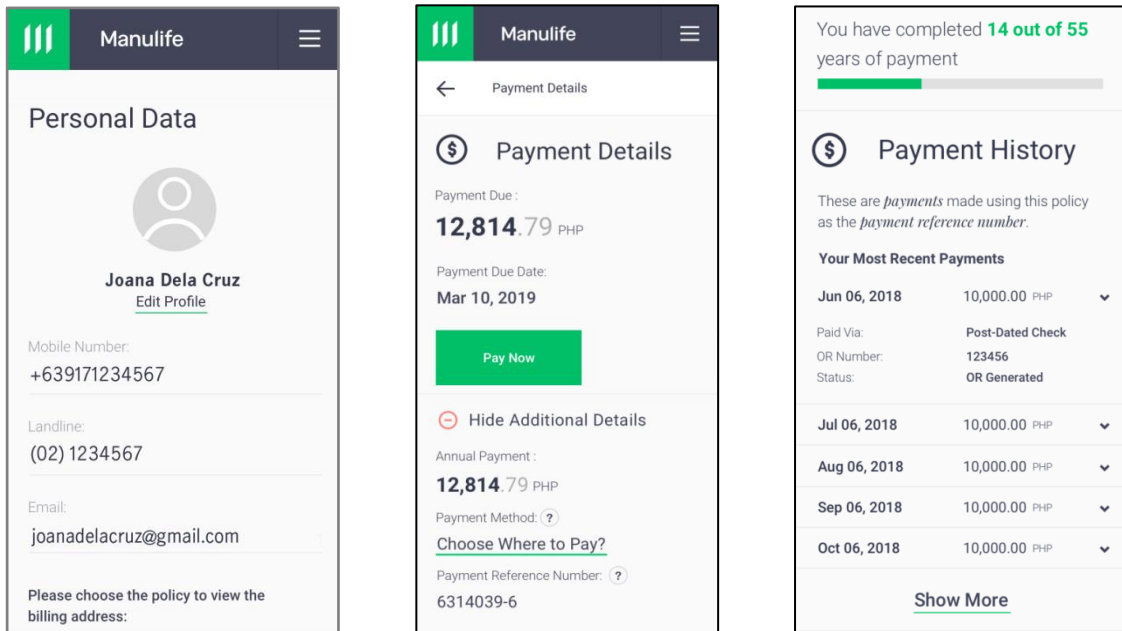 Manulife
Personal Data
Joana Dela Cruz
Edit Profile
Mobile Number:
+639171234567
Landline:
(02) 1234567
Email:
joanadelacruz@gmail.com
Please choose the policy to view the
billing address:
Manulife
Payment Details
Payment Details
Payment Due :
12,814.79 PHP
Payment Due Date:
Mar 10, 2019
Pay Now
Hide Additional Details
Annual Payment :
12,814.79 PHP
Payment Method: ?
Choose Where to Pay?
Payment Reference Number: ?
6314039-6
You have completed 14 out of 55
years of payment
$ Payment History
These are payments made using this policy
as the payment reference number.
Your Most Recent Payments
Jun 06, 2018 10,000.00 PHP
Paid Via: Post-Dated Check
OR Number: 123456
Status: OR Generated
Jul 06, 2018 10,000.00 PHP
Aug 06, 2018 10,000.00 PHP
Sep 06, 2018 10,000.00 PHP
Oct 06, 2018 10,000.00 PHP
Show More